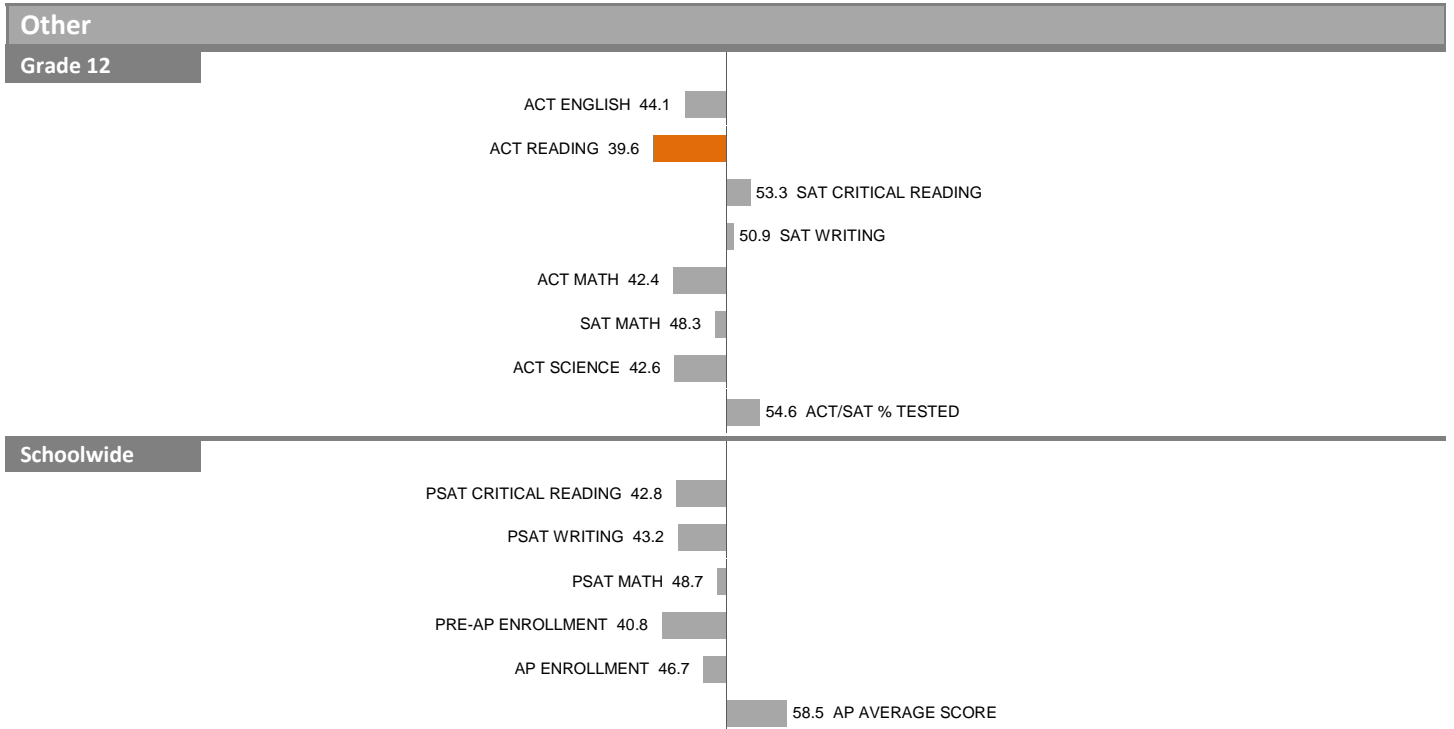 Other
Grade 12
ACT ENGLISH 44.1
ACT READING 39.6
53.3 SAT CRITICAL READING
50.9 SAT WRITING
ACT MATH 42.4
SAT MATH 48.3
ACT SCIENCE 42.6
54.6 ACT/SAT % TESTED
Schoolwide
PSAT CRITICAL READING 42.8
PSAT WRITING 43.2
PSAT MATH 48.7
PRE-AP ENROLLMENT 40.8
AP ENROLLMENT 46.7
58.5 AP AVERAGE SCORE